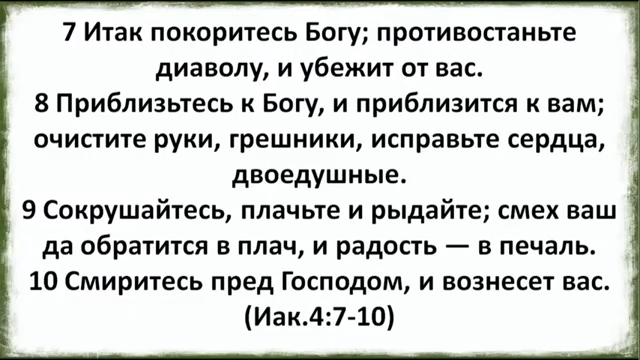 7 Итак покоритесь Богу; противостаньте
диаволу, и убежит от вас.
8 Приблизьтесь к Богу, и приблизится к вам;
очистите руки, грешники, исправьте сердца,
двоедушные.
9 Сокрушайтесь, плачьте и рыдайте; смех ваш
да обратится в плач, и радость — в печаль.
10 Смиритесь пред Господом, и вознесет вас.
(Иак.4:7-10)